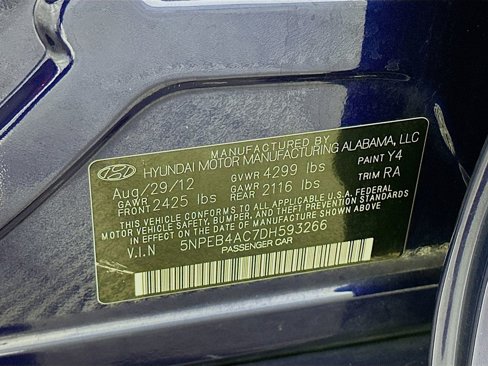 MANUFACTURED BY
HYUNDAI MOTOR MANUFACTURING ALABAMA, LLC
Aug/29/12 GVWR 4299 lbs PAINT Y4
GAWR FRONT 2425 lbs GAWR REAR 2116 lbs TRIM RA
THIS VEHICLE CONFORMS TO ALL APPLICABLE U.S.A. FEDERAL
MOTOR VEHICLE SAFETY, BUMPER, AND THEFT PREVENTION STANDARDS
IN EFFECT ON THE DATE OF MANUFACTURE SHOWN ABOVE.
V.I.N 5NPEB4AC7DH593266
PASSENGER CAR